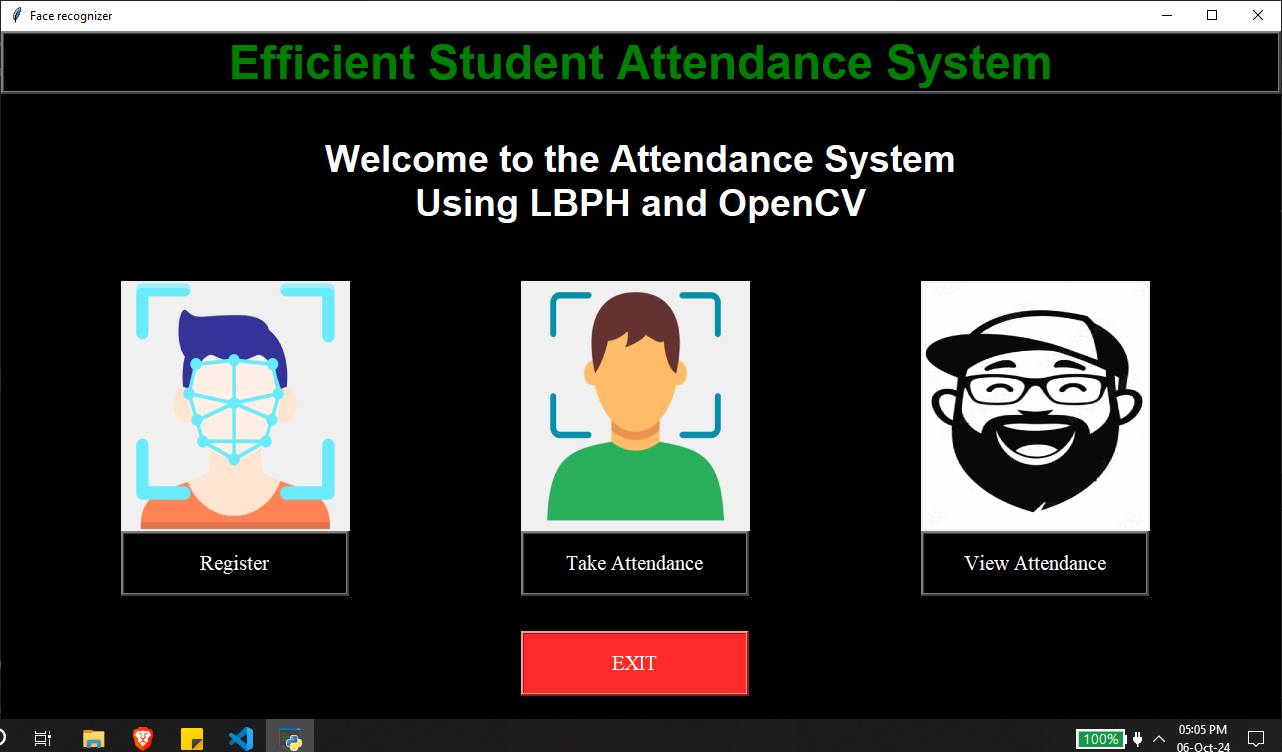 Face recognizer
Efficient Student Attendance System
Welcome to the Attendance System
Using LBPH and OpenCV
Register
Take Attendance
View Attendance
EXIT
100%
05:05 PM
06-Oct-24